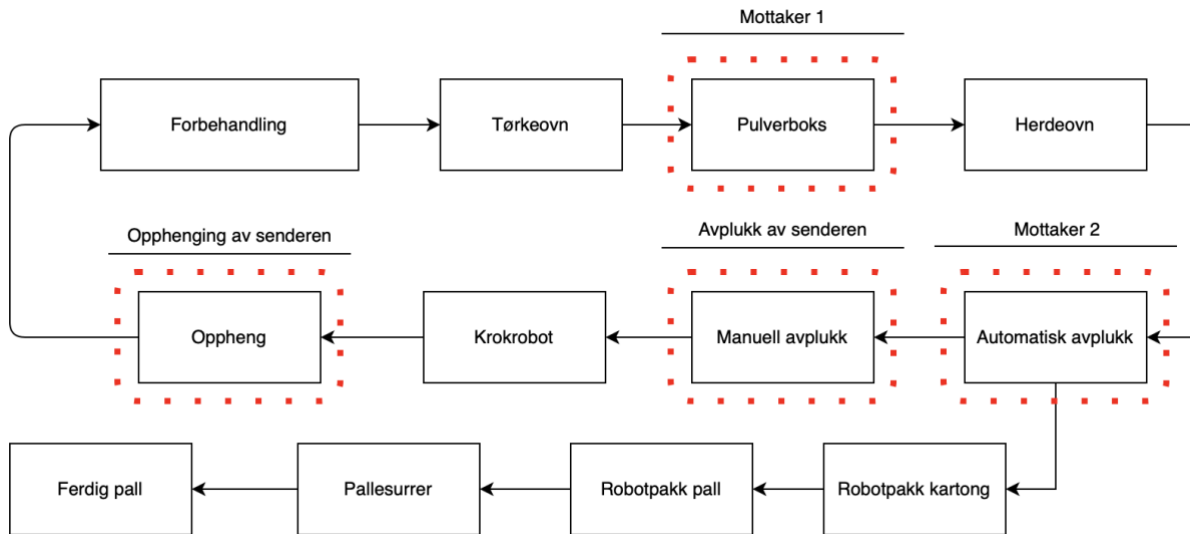 Mottaker 1
Forbehandling
Tørkeovn
Pulverboks
Herdeovn
Opphenging av senderen
Avplukk av senderen
Mottaker 2
Oppheng
Krokrobot
Manuell avplukk
Automatisk avplukk
Ferdig pall
Pallesurrer
Robotpakk pall
Robotpakk kartong